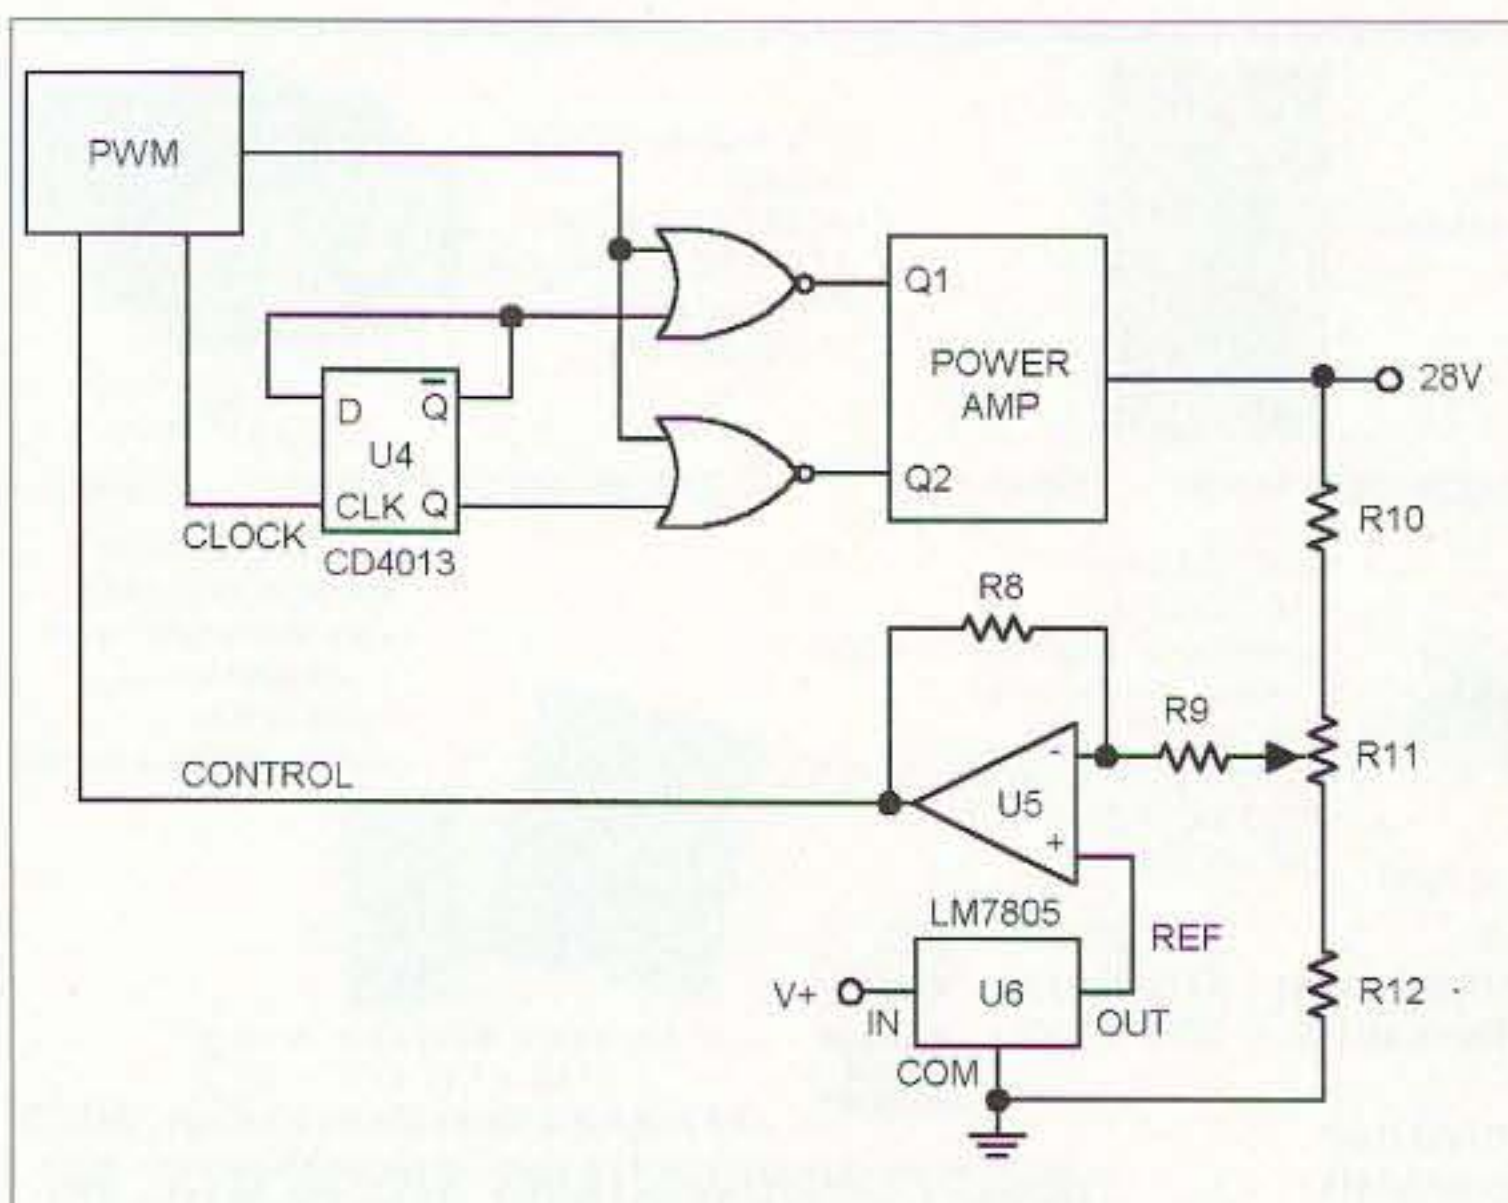 PWM
Q1
POWER
AMP
28V
D
Q
U4
CLK
Q
Q2
CLOCK
CD4013
R10
R8
R9
CONTROL
-
U5
R11
+
LM7805
REF
V+
U6
R12
IN
OUT
COM